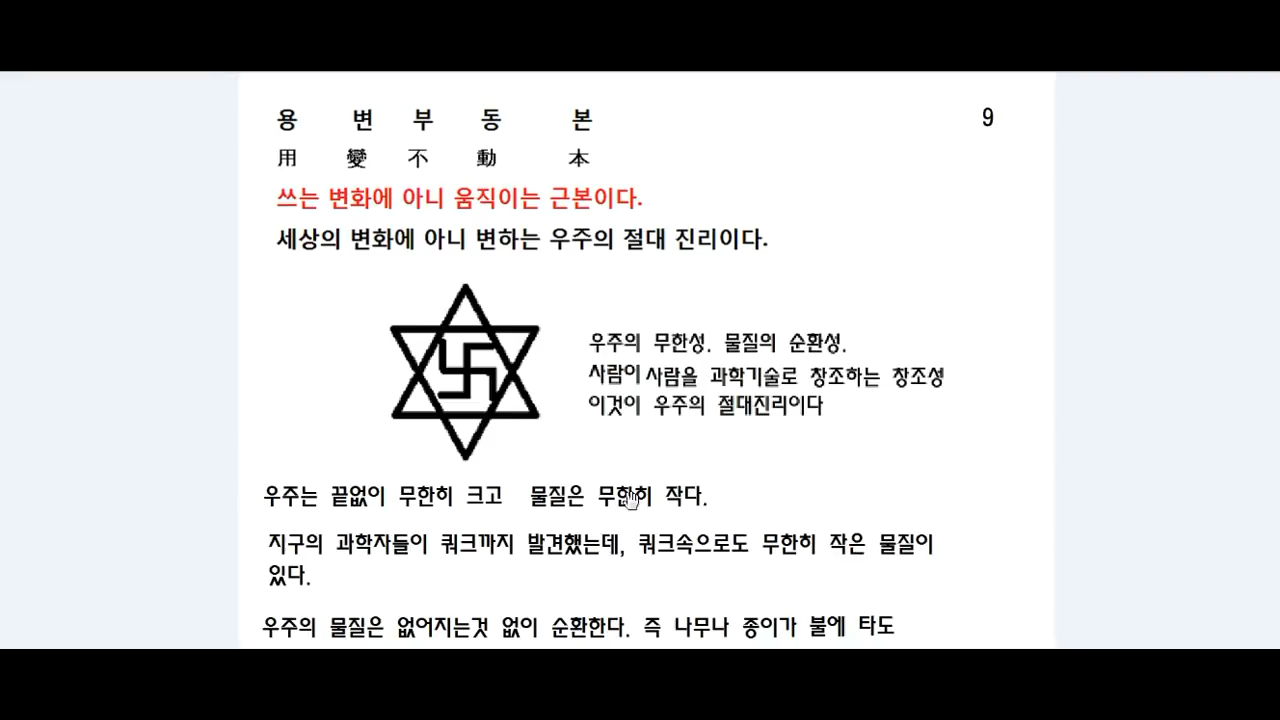 용 변 부 동 본 9
用 變 不 動 本
쓰는 변화에 아니 움직이는 근본이다.
세상의 변화에 아니 변하는 우주의 절대 진리이다.
우주의 무한성. 물질의 순환성.
사람이 사람을 과학기술로 창조하는 창조성
이것이 우주의 절대진리이다
우주는 끝없이 무한히 크고 물질은 무한히 작다.
지구의 과학자들이 쿼크까지 발견했는데, 쿼크속으로도 무한히 작은 물질이
있다.
우주의 물질은 없어지는것 없이 순환한다. 즉 나무나 종이가 불에 타도